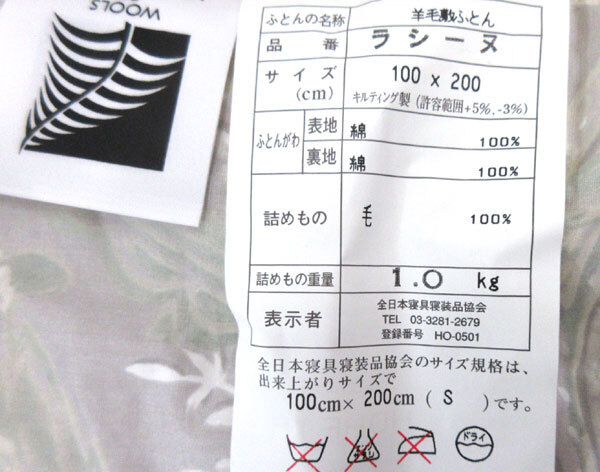 WOOLS
ふとんの名称 羊毛敷ふとん
品番 ラシーヌ
サイズ(cm) 100 x 200
キルティング製(許容範囲+5%、-3%)
ふとんがわ 表地 綿 100%
裏地 綿 100%
詰めもの 毛 100%
詰めもの重量 1.0 kg
表示者 全日本寝具寝装品協会
TEL 03-3281-2679
登録番号 HO-0501
全日本寝具寝装品協会のサイズ規格は、
出来上がりサイズで
100cm× 200cm ( S )です。
ドライ